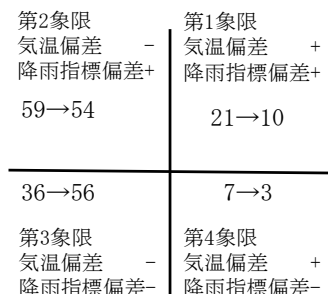 第2象限
気温偏差 -
降雨指標偏差+
59→54
第1象限
気温偏差 +
降雨指標偏差+
21→10
36→56
第3象限
気温偏差 -
降雨指標偏差-
7→3
第4象限
気温偏差 +
降雨指標偏差-